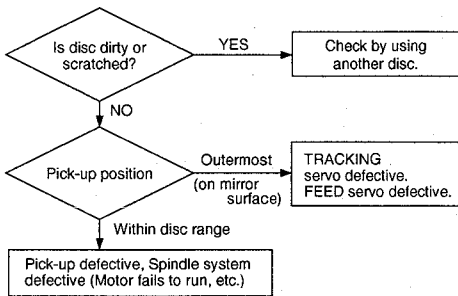 Is disc dirty or
scratched?
YES
Check by using
another disc.
NO
Pick-up position
Outermost
(on mirror
surface)
TRACKING
servo defective.
FEED servo defective.
Within disc range
Pick-up defective, Spindle system
defective (Motor fails to run, etc.)